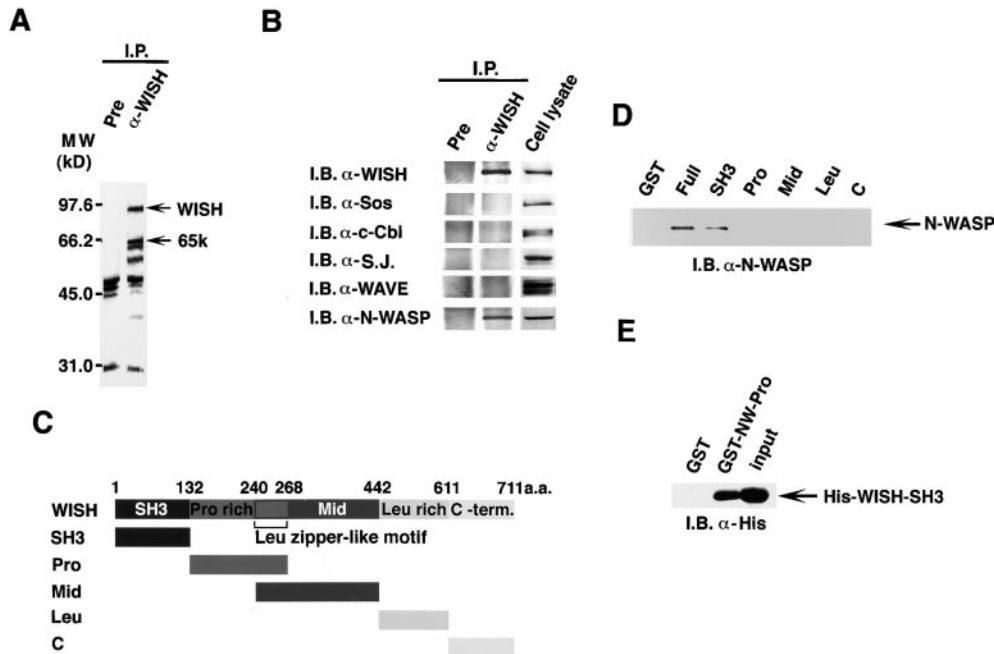 A
I.P.
Pre
α-WISH
MW
(kD)
97.6
WISH
66.2
65k
45.0
31.0
B
I.P.
Pre
α-WISH
Cell lysate
I.B. α-WISH
I.B. α-Sos
I.B. α-c-Cbl
I.B. α-S.J.
I.B. α-WAVE
I.B. α-N-WASP
C
1 132 240 268 442 611 711a.a.
WISH SH3 Pro rich Mid Leu rich C -term.
SH3 Leu zipper-like motif
Pro
Mid
Leu
C
D
GST Full SH3 Pro Mid Leu C
N-WASP
I.B. α-N-WASP
E
GST
GST-NW-Pro
input
His-WISH-SH3
I.B. α-His